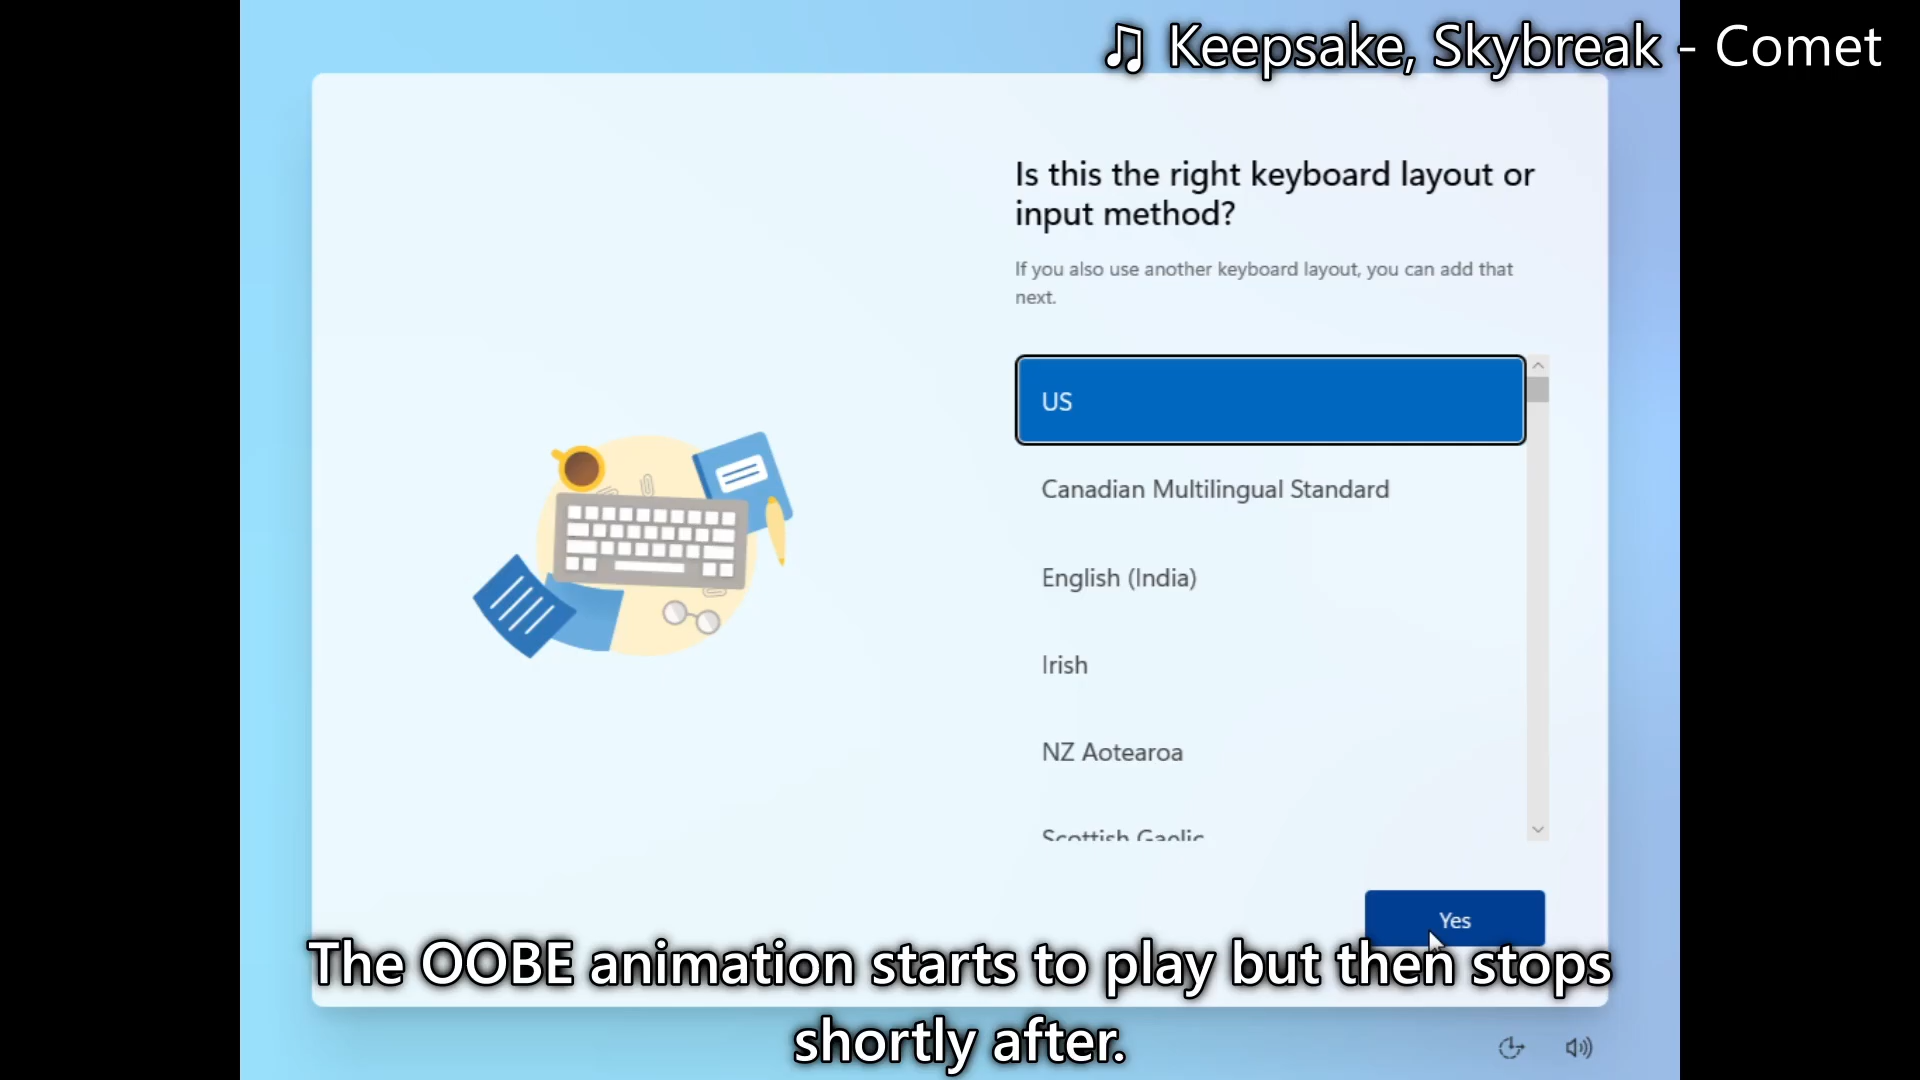 ♫ Keepsake, Skybreak - Comet
Is this the right keyboard layout or
input method?
If you also use another keyboard layout, you can add that
next.
US
Canadian Multilingual Standard
English (India)
Irish
NZ Aotearoa
Scottish Gaelic
Yes
The OOBE animation starts to play but then stops
shortly after.